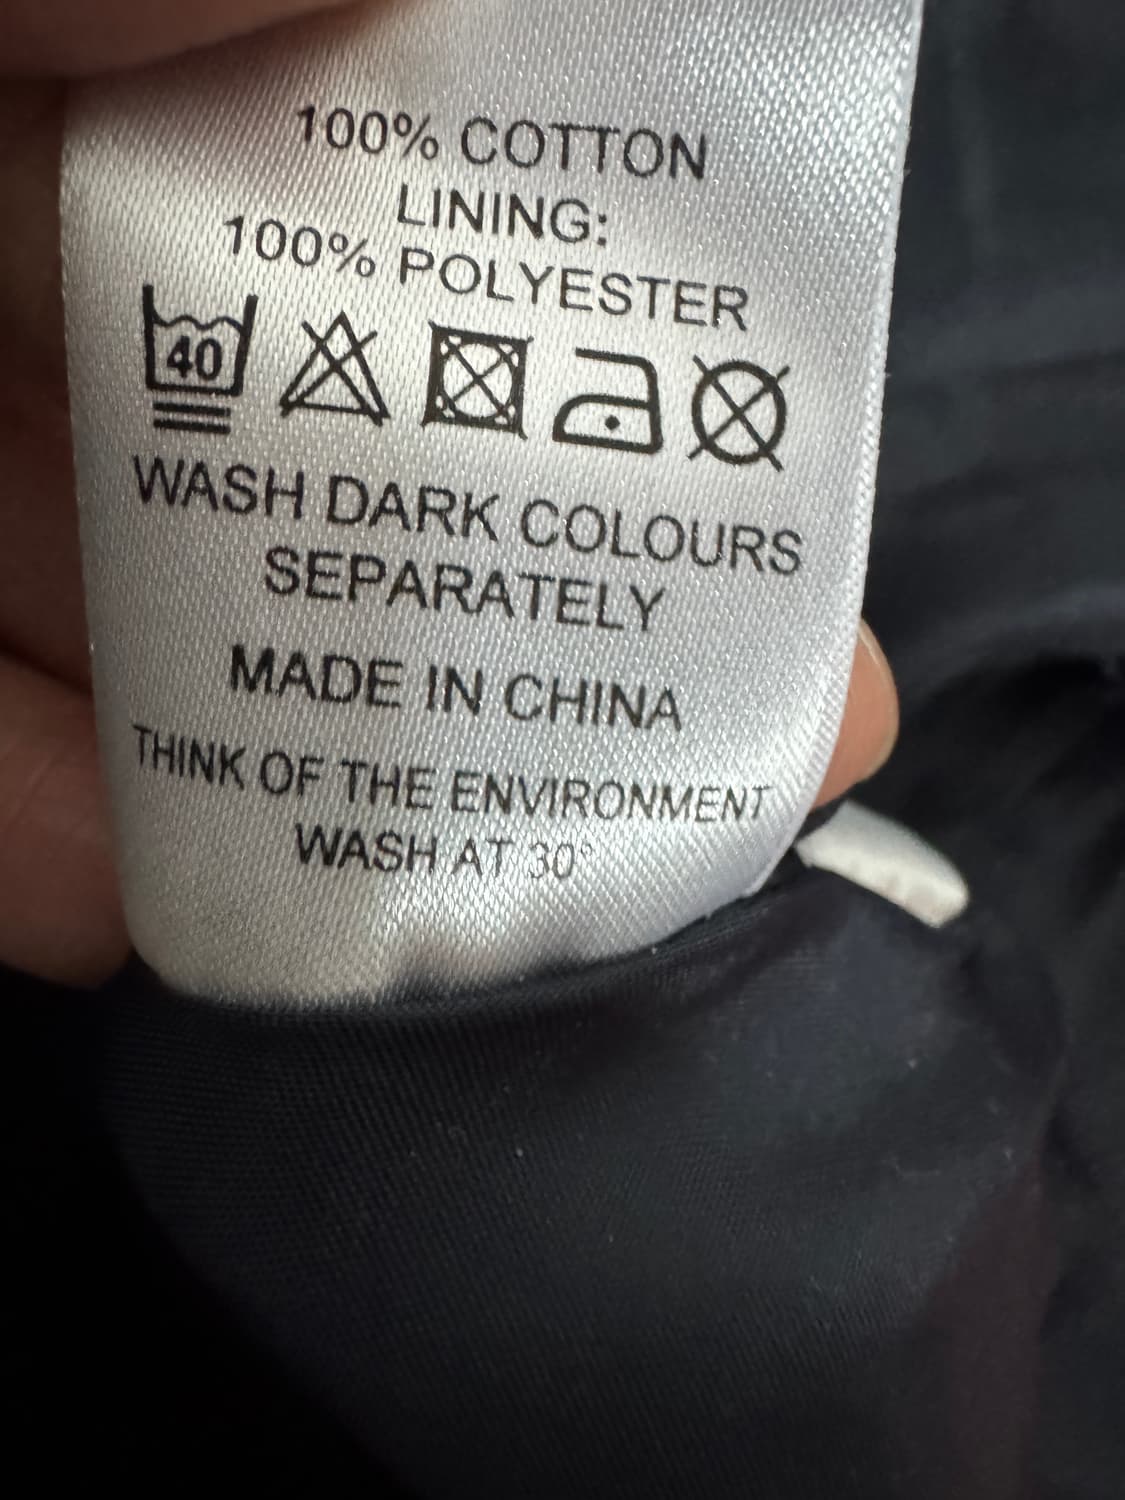 100% COTTON
LINING:
100% POLYESTER
40
WASH DARK COLOURS
SEPARATELY
MADE IN CHINA
THINK OF THE ENVIRONMENT
WASH AT 30°